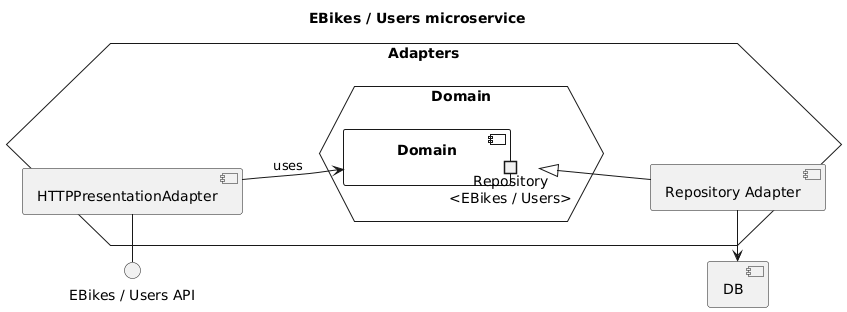 EBikes / Users microservice
Adapters
Domain
Domain
uses
Repository
<EBikes / Users>
HTTPPresentationAdapter
Repository Adapter
EBikes / Users API
DB